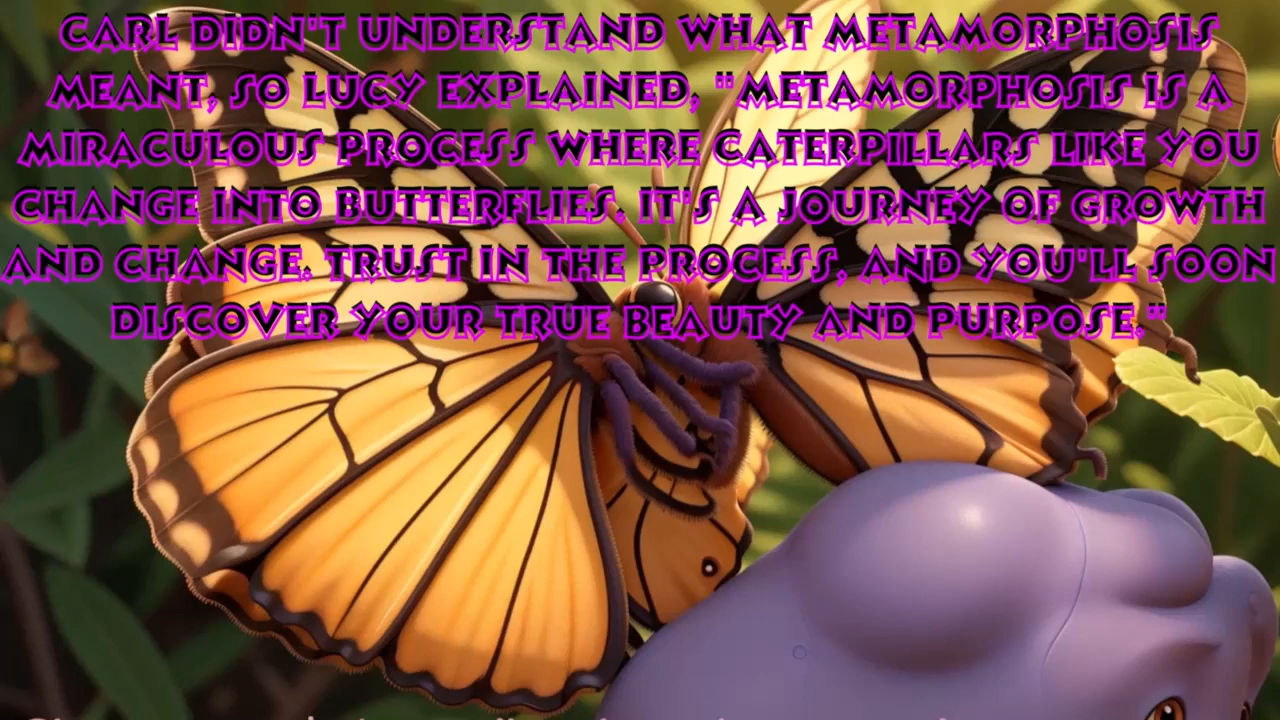 CARL DIDN'T UNDERSTAND WHAT METAMORPHOSIS
MEANT, SO LUCY EXPLAINED, "METAMORPHOSIS IS A
MIRACULOUS PROCESS WHERE CATERPILLARS LIKE YOU
CHANGE INTO BUTTERFLIES. IT'S A JOURNEY OF GROWTH
AND CHANGE. TRUST IN THE PROCESS, AND YOU'LL SOON
DISCOVER YOUR TRUE BEAUTY AND PURPOSE."